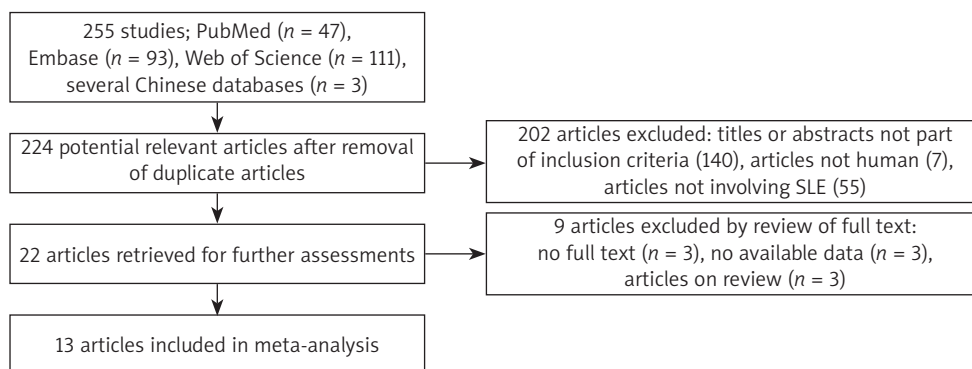 255 studies; PubMed (n = 47),
Embase (n = 93), Web of Science (n = 111),
several Chinese databases (n = 3)
224 potential relevant articles after removal
of duplicate articles
202 articles excluded: titles or abstracts not part
of inclusion criteria (140), articles not human (7),
articles not involving SLE (55)
22 articles retrieved for further assessments
9 articles excluded by review of full text:
no full text (n = 3), no available data (n = 3),
articles on review (n = 3)
13 articles included in meta-analysis